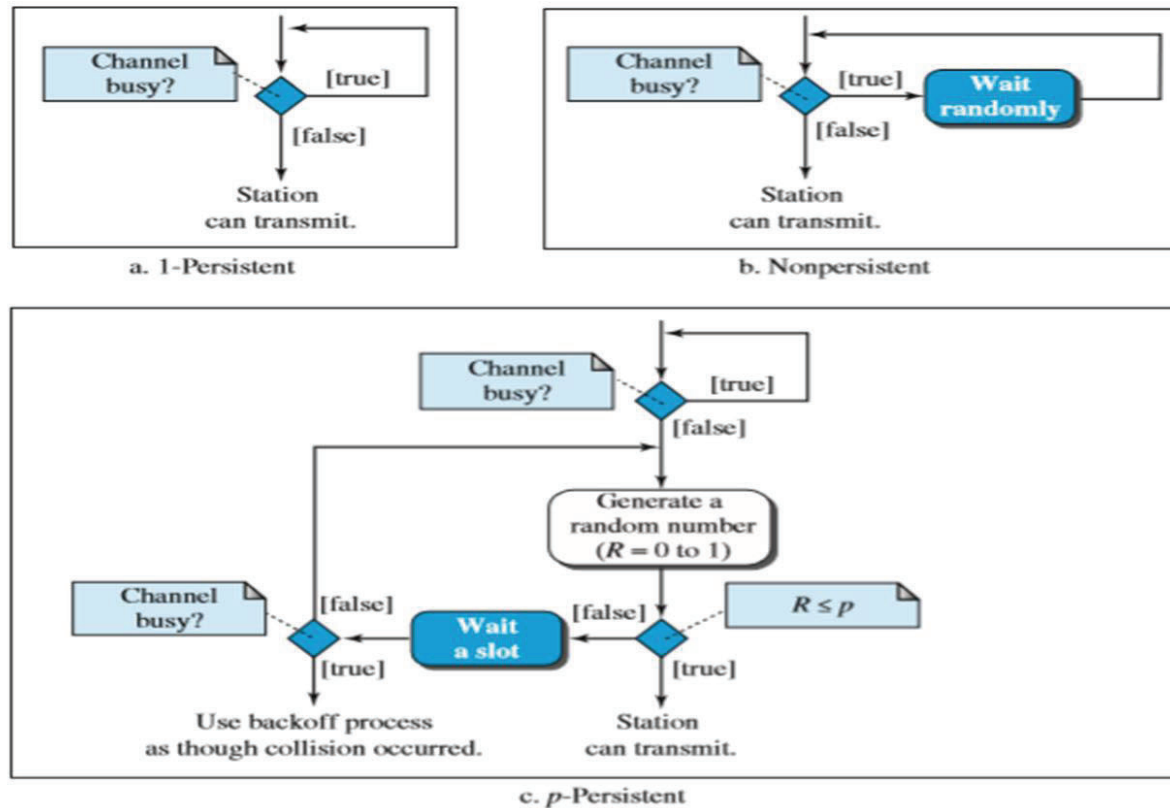 Channel
busy?
[true]
[false]
Station
can transmit.
a. 1-Persistent
Channel
busy?
[true]
Wait
randomly
[false]
Station
can transmit.
b. Nonpersistent
Channel
busy?
[true]
[false]
Generate a
random number
(R = 0 to 1)
Channel
busy?
[false]
Wait
a slot
[false]
R ≤ p
[true]
[true]
Use backoff process
as though collision occurred.
Station
can transmit.
c. p-Persistent